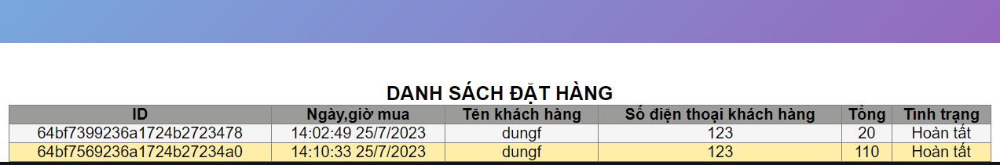 DANH SÁCH ĐẶT HÀNG
ID Ngày,giờ mua Tên khách hàng Số điện thoại khách hàng Tổng Tình trạng
64bf7399236a1724b2723478 14:02:49 25/7/2023 dungf 123 20 Hoàn tất
64bf7569236a1724b27234a0 14:10:33 25/7/2023 dungf 123 110 Hoàn tất